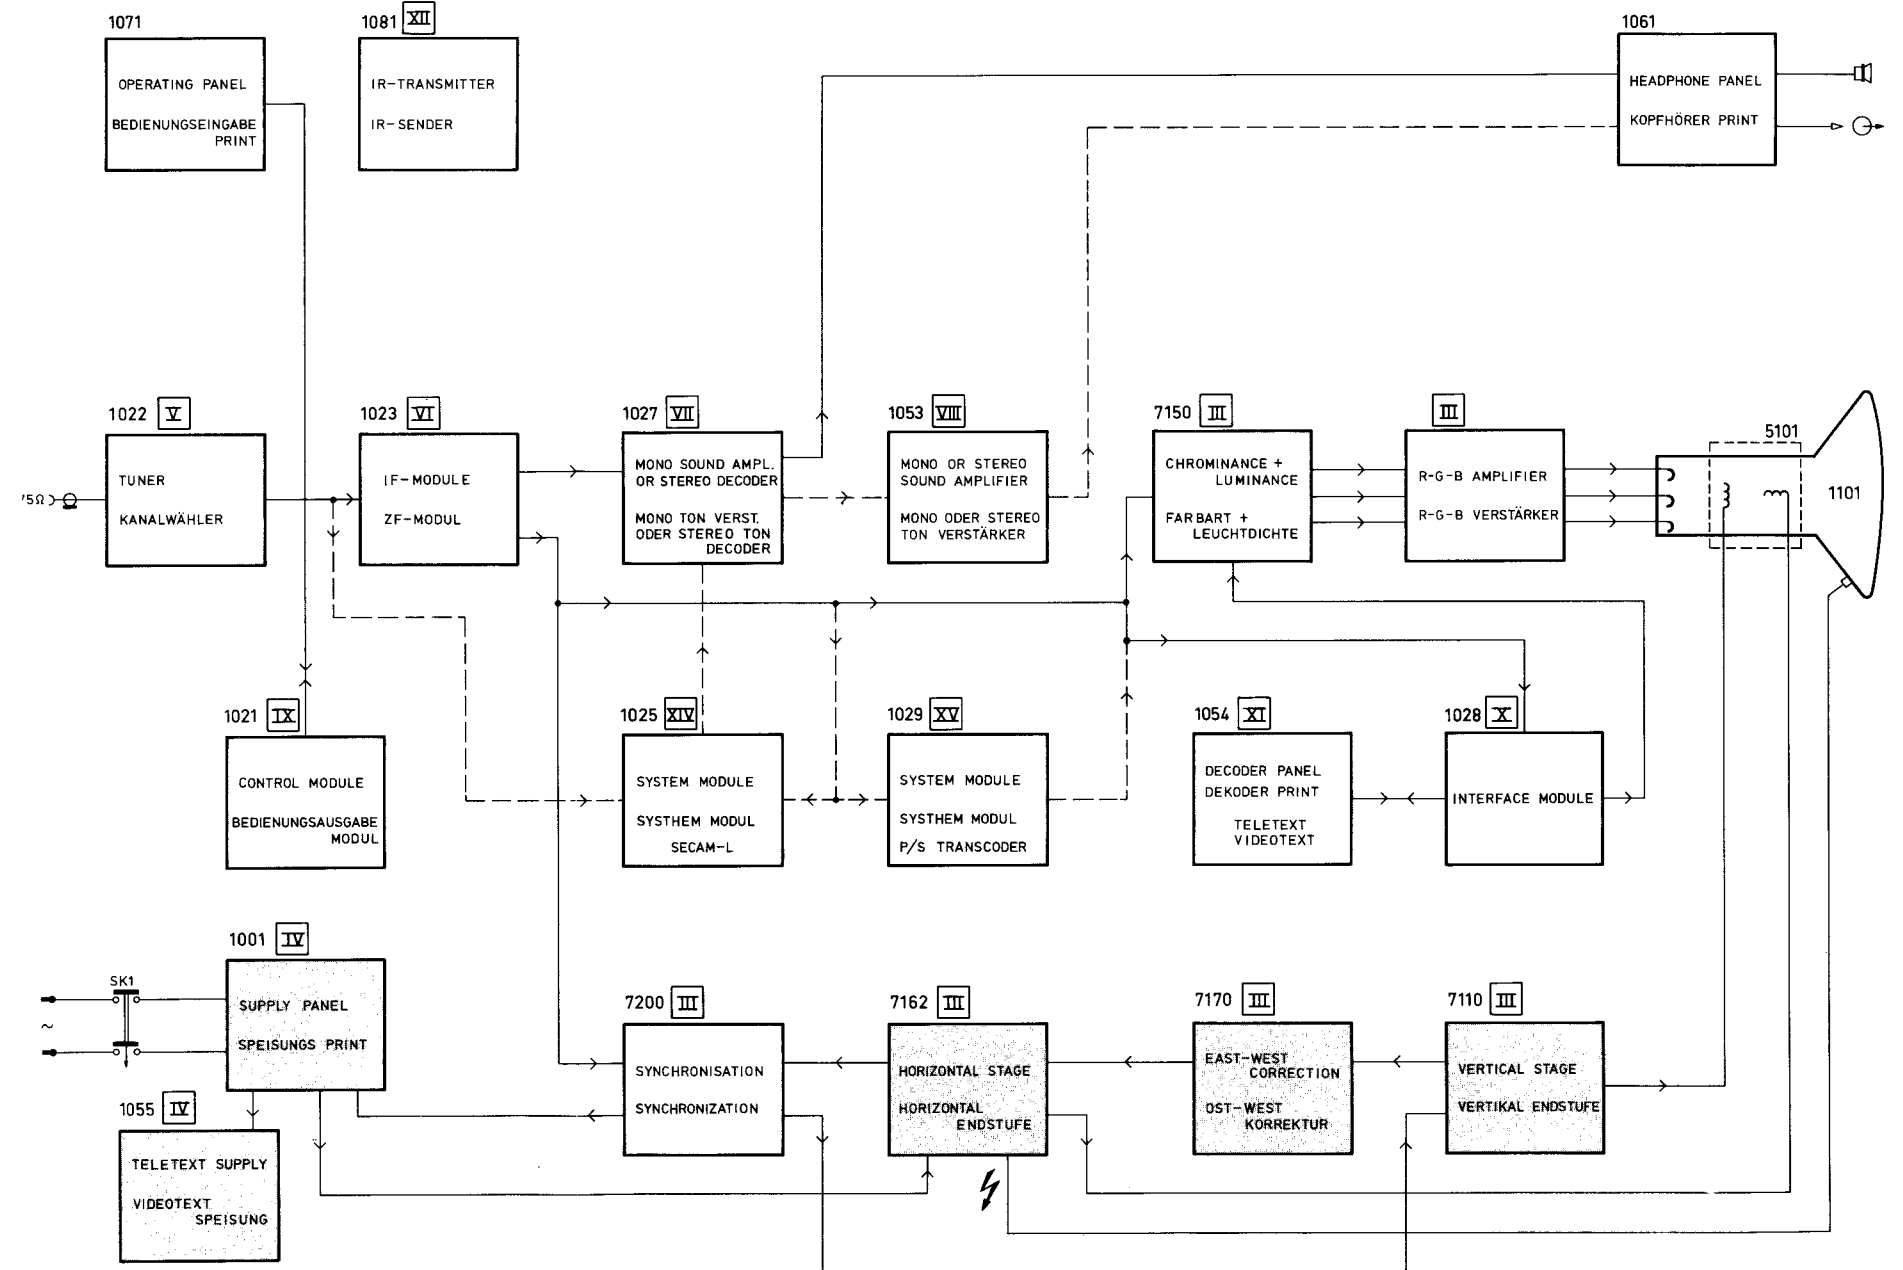 1071
OPERATING PANEL
BEDIENUNGSEINGABE
PRINT
1081 XII
IR-TRANSMITTER
IR-SENDER
1061
HEADPHONE PANEL
KOPFHÖRER PRINT
1022 V
TUNER
KANALWÄHLER
75Ω
1023 VI
IF-MODULE
ZF-MODUL
1027 VII
MONO SOUND AMPL.
OR STEREO DECODER
MONO TON VERST.
ODER STEREO TON
DECODER
1053 VIII
MONO OR STEREO
SOUND AMPLIFIER
MONO ODER STEREO
TON VERSTÄRKER
7150 III
CHROMINANCE +
LUMINANCE
FARBART +
LEUCHTDICHTE
III
R-G-B AMPLIFIER
R-G-B VERSTÄRKER
5101
1101
1021 IX
CONTROL MODULE
BEDIENUNGSAUSGABE
MODUL
1025 XIV
SYSTEM MODULE
SYSTHEM MODUL
SECAM-L
1029 XV
SYSTEM MODULE
SYSTHEM MODUL
P/S TRANSCODER
1054 XI
DECODER PANEL
DEKODER PRINT
TELETEXT
VIDEOTEXT
1028 X
INTERFACE MODULE
1001 IV
SUPPLY PANEL
SPEISUNGS PRINT
SK1
~
1055 IV
TELETEXT SUPPLY
VIDEOTEXT
SPEISUNG
7200 III
SYNCHRONISATION
SYNCHRONIZATION
7162 III
HORIZONTAL STAGE
HORIZONTAL
ENDSTUFE
7170 III
EAST-WEST
CORRECTION
OST-WEST
KORREKTUR
7110 III
VERTICAL STAGE
VERTIKAL ENDSTUFE